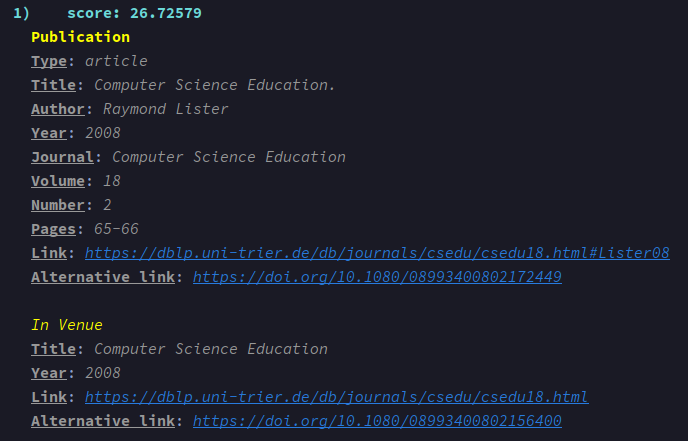 1)    score: 26.72579
Publication
Type: article
Title: Computer Science Education.
Author: Raymond Lister
Year: 2008
Journal: Computer Science Education
Volume: 18
Number: 2
Pages: 65-66
Link: https://dblp.uni-trier.de/db/journals/csedu/csedu18.html#Lister08
Alternative link: https://doi.org/10.1080/08993400802172449
In Venue
Title: Computer Science Education
Year: 2008
Link: https://dblp.uni-trier.de/db/journals/csedu/csedu18.html
Alternative link: https://doi.org/10.1080/08993400802156400